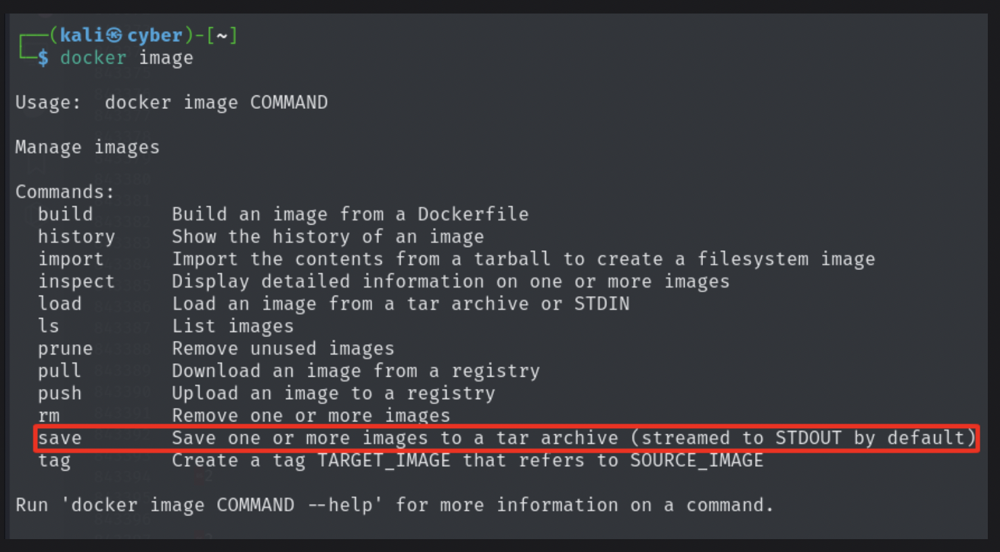 (kali㉿cyber)-[~]
$ docker image
Usage:  docker image COMMAND
Manage images
Commands:
build       Build an image from a Dockerfile
history     Show the history of an image
import      Import the contents from a tarball to create a filesystem image
inspect     Display detailed information on one or more images
load        Load an image from a tar archive or STDIN
ls          List images
prune       Remove unused images
pull        Download an image from a registry
push        Upload an image to a registry
rm          Remove one or more images
save        Save one or more images to a tar archive (streamed to STDOUT by default)
tag         Create a tag TARGET_IMAGE that refers to SOURCE_IMAGE
Run 'docker image COMMAND --help' for more information on a command.